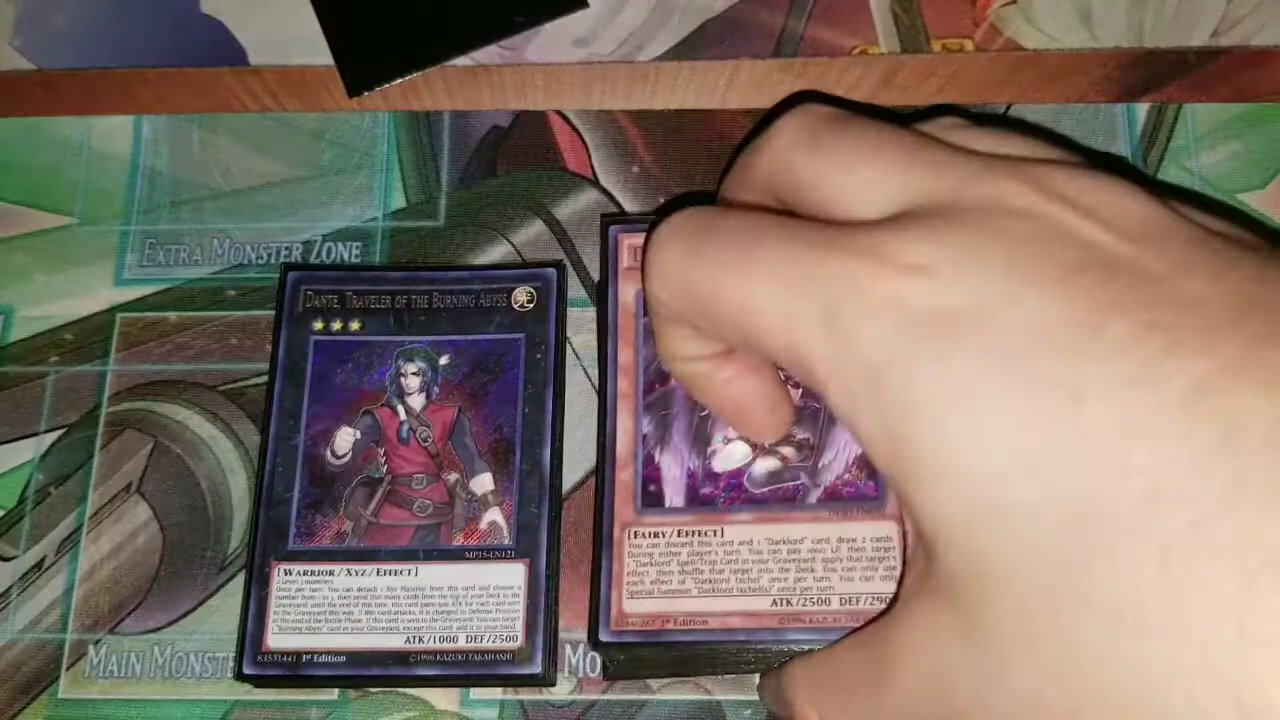 EXTRA MONSTER ZONE
DANTE, TRAVELER OF THE BURNING ABYSS
光
MP15-EN121
[WARRIOR/XYZ/EFFECT]
2 Level 3 monsters
Once per turn: You can detach 1 Xyz Material from this card and choose a
number from 1 to 3, then send that many cards from the top of your Deck to the
Graveyard; until the end of this turn, this card gains 500 ATK for each card sent
to the Graveyard this way. If this card attacks, it is changed to Defense Position
at the end of the Battle Phase. If this card is sent to the Graveyard: You can target
1 "Burning Abyss" card in your Graveyard, except this card; add it to your hand.
ATK/1000 DEF/2500
83531441 1st Edition ©1996 KAZUKI TAKAHASHI
D
[FAIRY/EFFECT]
You can discard this card and 1 "Darklord" card; draw 2 cards.
During either player's turn: You can pay 1000 LP, then target
1 "Darklord" Spell/Trap Card in your Graveyard; apply that target's
effect, then shuffle that target into the Deck. You can only use
each effect of "Darklord Ixchel" once per turn. You can only
Special Summon "Darklord Ixchel(s)" once per turn.
ATK/2500 DEF/290
1st Edition ©1996 KAZUKI TAKA
MAIN MONSTE
MO